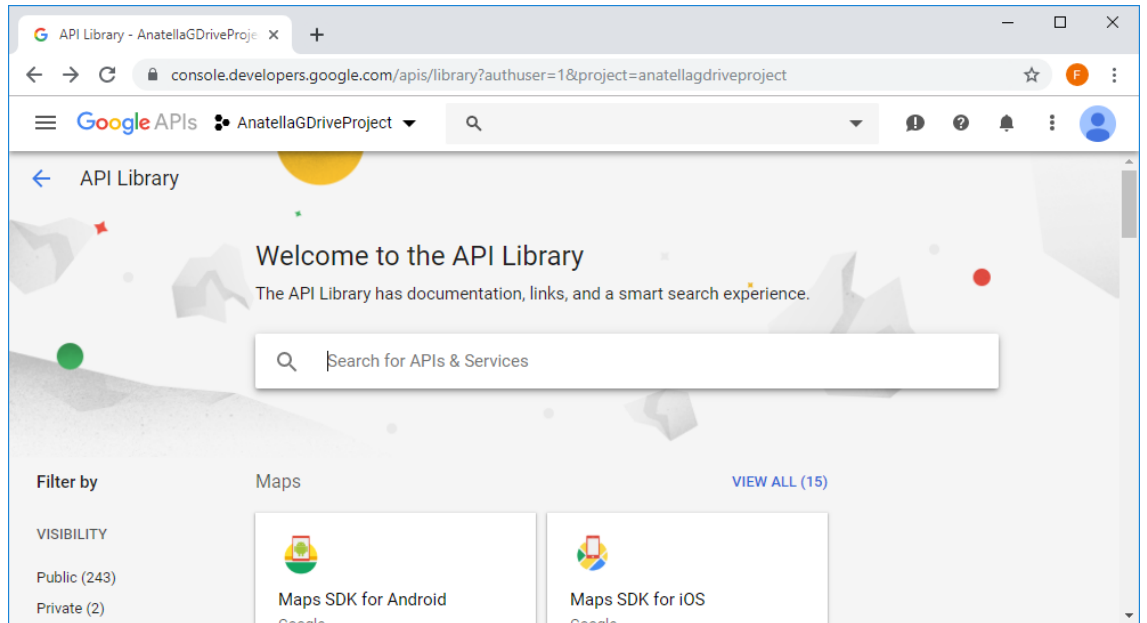 G API Library - AnatellaGDriveProje
console.developers.google.com/apis/library?authuser=1&project=anatellagdriveproject
F
Google APIs AnatellaGDriveProject
API Library
Welcome to the API Library
The API Library has documentation, links, and a smart search experience.
Search for APIs & Services
Filter by
Maps
VIEW ALL (15)
VISIBILITY
Public (243)
Private (2)
Maps SDK for Android
Maps SDK for iOS
Google
Google